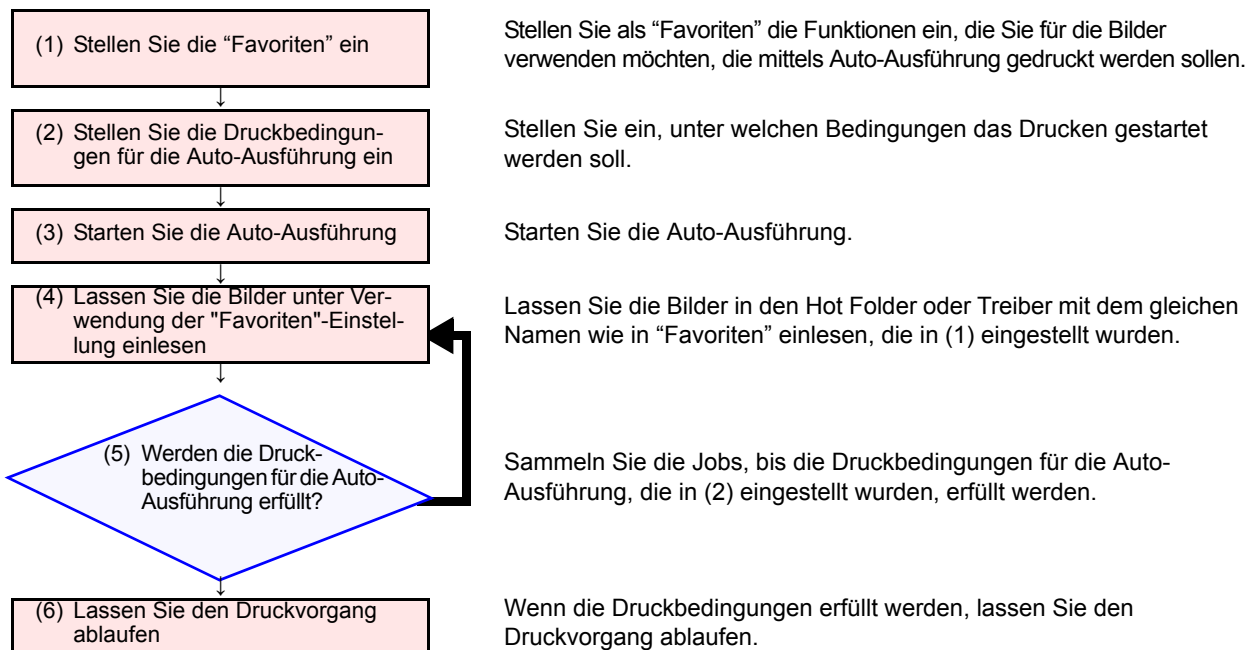 (1) Stellen Sie die “Favoriten” ein
Stellen Sie als “Favoriten” die Funktionen ein, die Sie für die Bilder
verwenden möchten, die mittels Auto-Ausführung gedruckt werden sollen.
(2) Stellen Sie die Druckbedingun-
gen für die Auto-Ausführung ein
Stellen Sie ein, unter welchen Bedingungen das Drucken gestartet
werden soll.
(3) Starten Sie die Auto-Ausführung
Starten Sie die Auto-Ausführung.
(4) Lassen Sie die Bilder unter Ver-
wendung der "Favoriten"-Einstel-
lung einlesen
Lassen Sie die Bilder in den Hot Folder oder Treiber mit dem gleichen
Namen wie in “Favoriten” einlesen, die in (1) eingestellt wurden.
(5) Werden die Druck-
bedingungen für die Auto-
Ausführung erfüllt?
Sammeln Sie die Jobs, bis die Druckbedingungen für die Auto-
Ausführung, die in (2) eingestellt wurden, erfüllt werden.
(6) Lassen Sie den Druckvorgang
ablaufen
Wenn die Druckbedingungen erfüllt werden, lassen Sie den
Druckvorgang ablaufen.